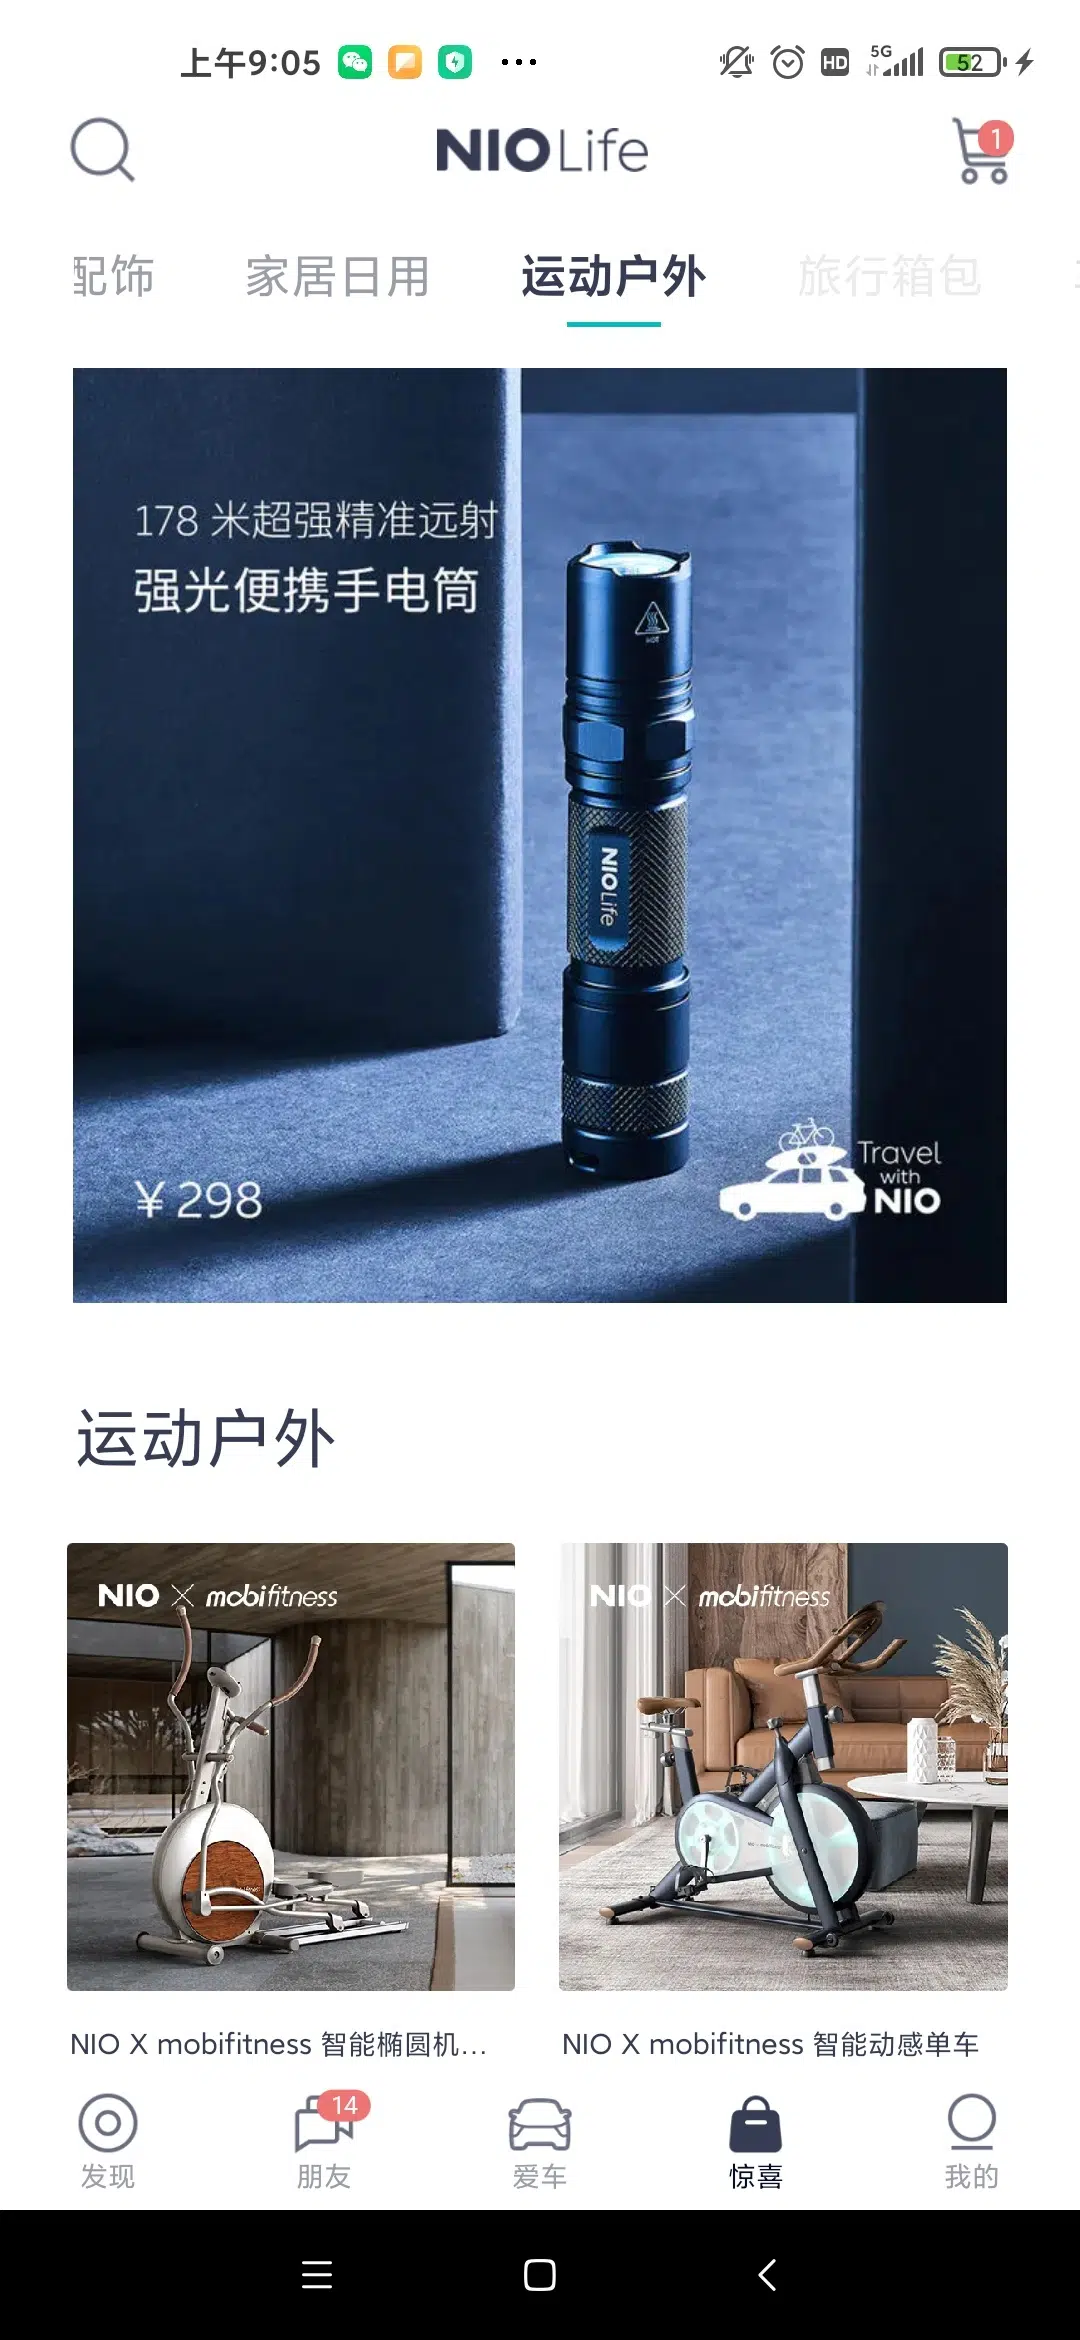 上午9:05
HD
5G
52
NIO Life
1
配饰
家居日用
运动户外
旅行箱包
178 米超强精准远射
强光便携手电筒
HOT
NIO Life
¥ 298
Travel
with
NIO
运动户外
NIO X mobifitness
NIO X mobifitness
NIO X mobifitness 智能椭圆机...
NIO X mobifitness 智能动感单车
14
发现
朋友
爱车
惊喜
我的